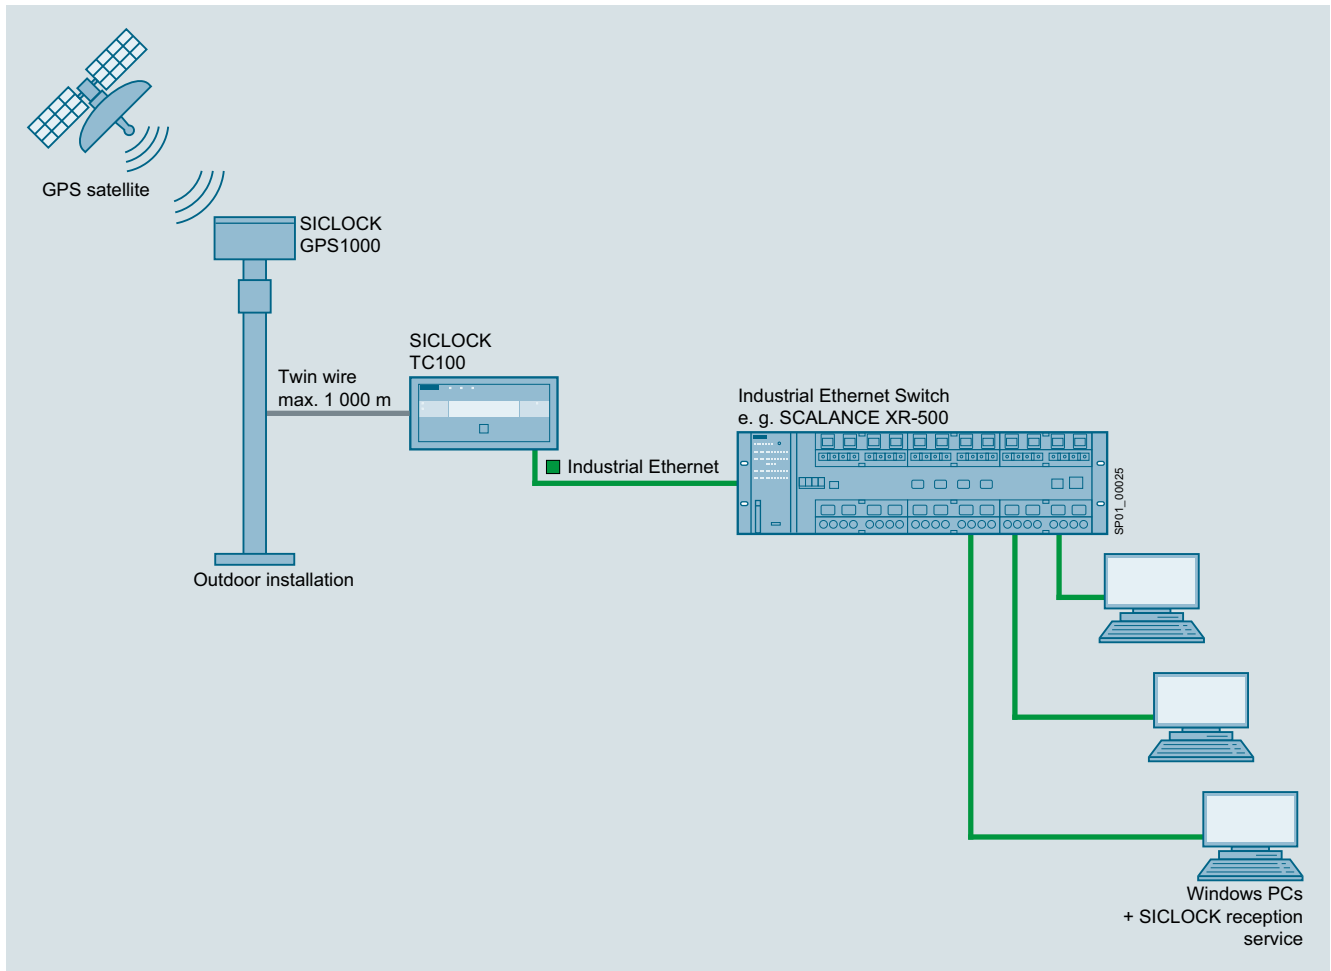 GPS satellite
SICLOCK
GPS1000
SICLOCK
TC100
Twin wire
max. 1 000 m
Industrial Ethernet Switch
e. g. SCALANCE XR-500
Industrial Ethernet
SP01_00025
Outdoor installation
Windows PCs
+ SICLOCK reception
service